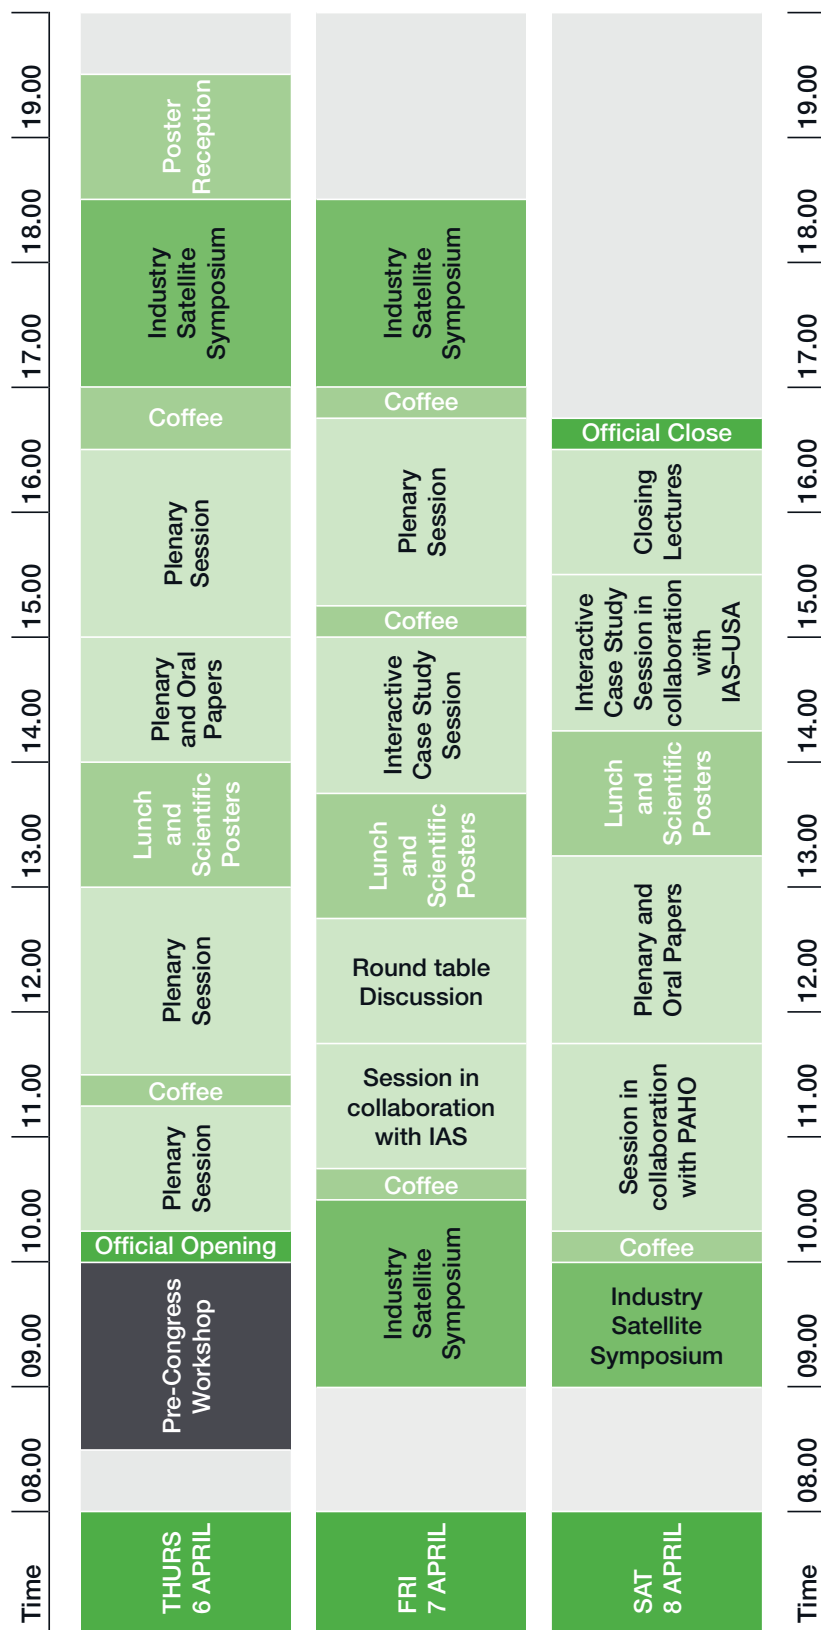 Time
08.00
09.00
10.00
11.00
12.00
13.00
14.00
15.00
16.00
17.00
18.00
19.00
THURS
6 APRIL
Pre-Congress
Workshop
Official Opening
Plenary
Session
Coffee
Plenary
Session
Lunch
and
Scientific
Posters
Plenary
and Oral
Papers
Plenary
Session
Coffee
Industry
Satellite
Symposium
Poster
Reception
FRI
7 APRIL
Industry
Satellite
Symposium
Coffee
Session in
collaboration
with IAS
Round table
Discussion
Lunch
and
Scientific
Posters
Interactive
Case Study
Session
Coffee
Plenary
Session
Coffee
Industry
Satellite
Symposium
SAT
8 APRIL
Industry
Satellite
Symposium
Coffee
Session in
collaboration
with PAHO
Plenary and
Oral Papers
Lunch
and
Scientific
Posters
Interactive
Case Study
Session in
collaboration
with
IAS–USA
Closing
Lectures
Official Close
Time
08.00
09.00
10.00
11.00
12.00
13.00
14.00
15.00
16.00
17.00
18.00
19.00